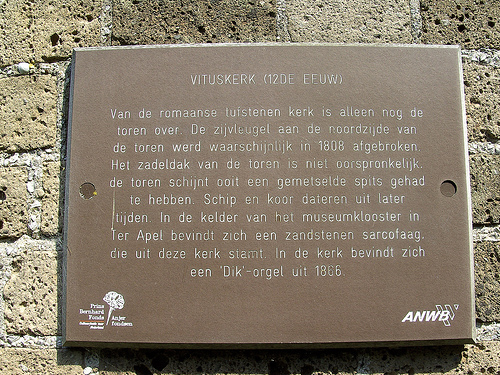 VITUSKERK (12DE EEUW)
Van de romaanse tufstenen kerk is alleen nog de
toren over. De zijvleugel aan de noordzijde van
de toren werd waarschijnlijk in 1808 afgebroken.
Het zadeldak van de toren is niet oorspronkelijk.
de toren schijnt ooit een gemetselde spits gehad
te hebben. Schip en koor dateren uit later
tijden. In de kelder van het museumklooster in
Ter Apel bevindt zich een zandstenen sarcofaag.
die uit deze kerk stamt. In de kerk bevindt zich
een 'Dik'-orgel uit 1866.
Prins
Bernhard
Fonds
Anjer
fondsen
ANWB